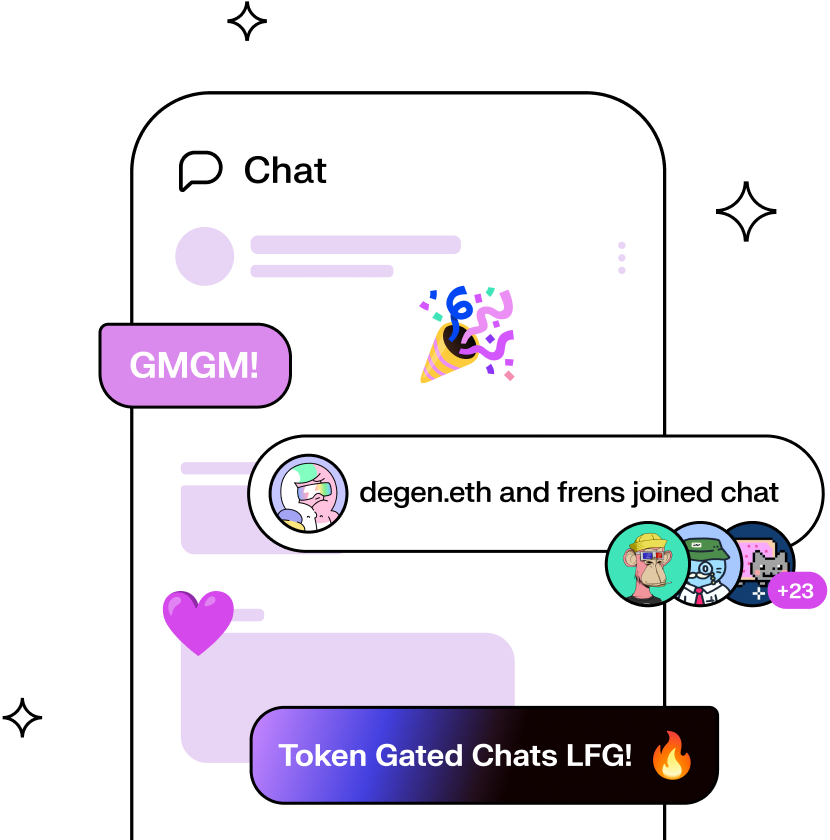 Chat
GMGM!
degen.eth and frens joined chat
+23
Token Gated Chats LFG! 🔥